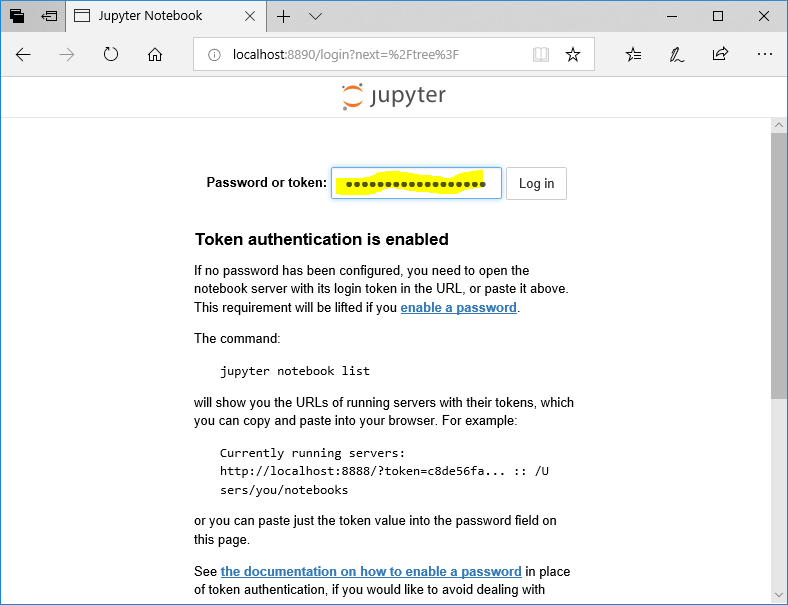 Jupyter Notebook
localhost:8890/login?next=%2Ftree%3F
jupyter
Password or token: •••••••••••••••••• Log in
Token authentication is enabled
If no password has been configured, you need to open the
notebook server with its login token in the URL, or paste it above.
This requirement will be lifted if you enable a password.
The command:
jupyter notebook list
will show you the URLs of running servers with their tokens, which
you can copy and paste into your browser. For example:
Currently running servers:
http://localhost:8888/?token=c8de56fa... :: /U
sers/you/notebooks
or you can paste just the token value into the password field on
this page.
See the documentation on how to enable a password in place
of token authentication, if you would like to avoid dealing with